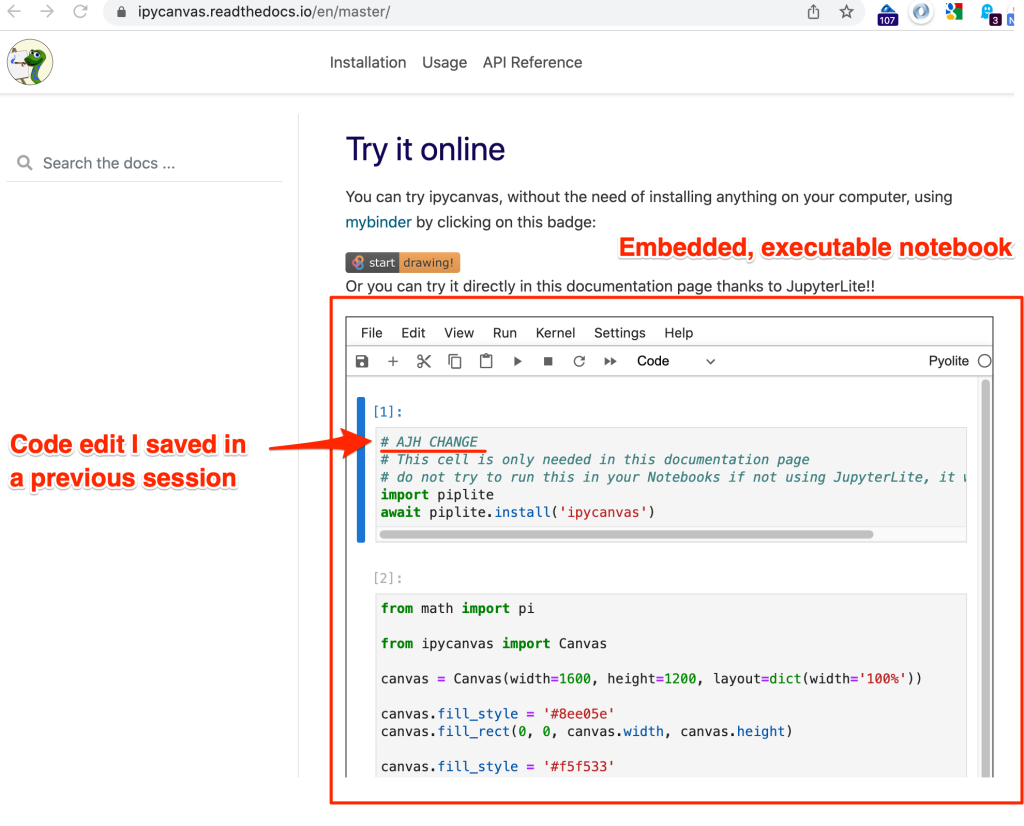 ipycanvas.readthedocs.io/en/master/
107
3
Installation Usage API Reference
Search the docs ...
Try it online
You can try ipycanvas, without the need of installing anything on your computer, using
mybinder by clicking on this badge:
Embedded, executable notebook
start drawing!
Or you can try it directly in this documentation page thanks to JupyterLite!!
File Edit View Run Kernel Settings Help
Code
Pyolite
[1]:
Code edit I saved in
a previous session
# AJH CHANGE
# This cell is only needed in this documentation page
# do not try to run this in your Notebooks if not using JupyterLite, it
import piplite
await piplite.install('ipycanvas')
[2]:
from math import pi
from ipycanvas import Canvas
canvas = Canvas(width=1600, height=1200, layout=dict(width='100%'))
canvas.fill_style = '#8ee05e'
canvas.fill_rect(0, 0, canvas.width, canvas.height)
canvas.fill_style = '#f5f533'